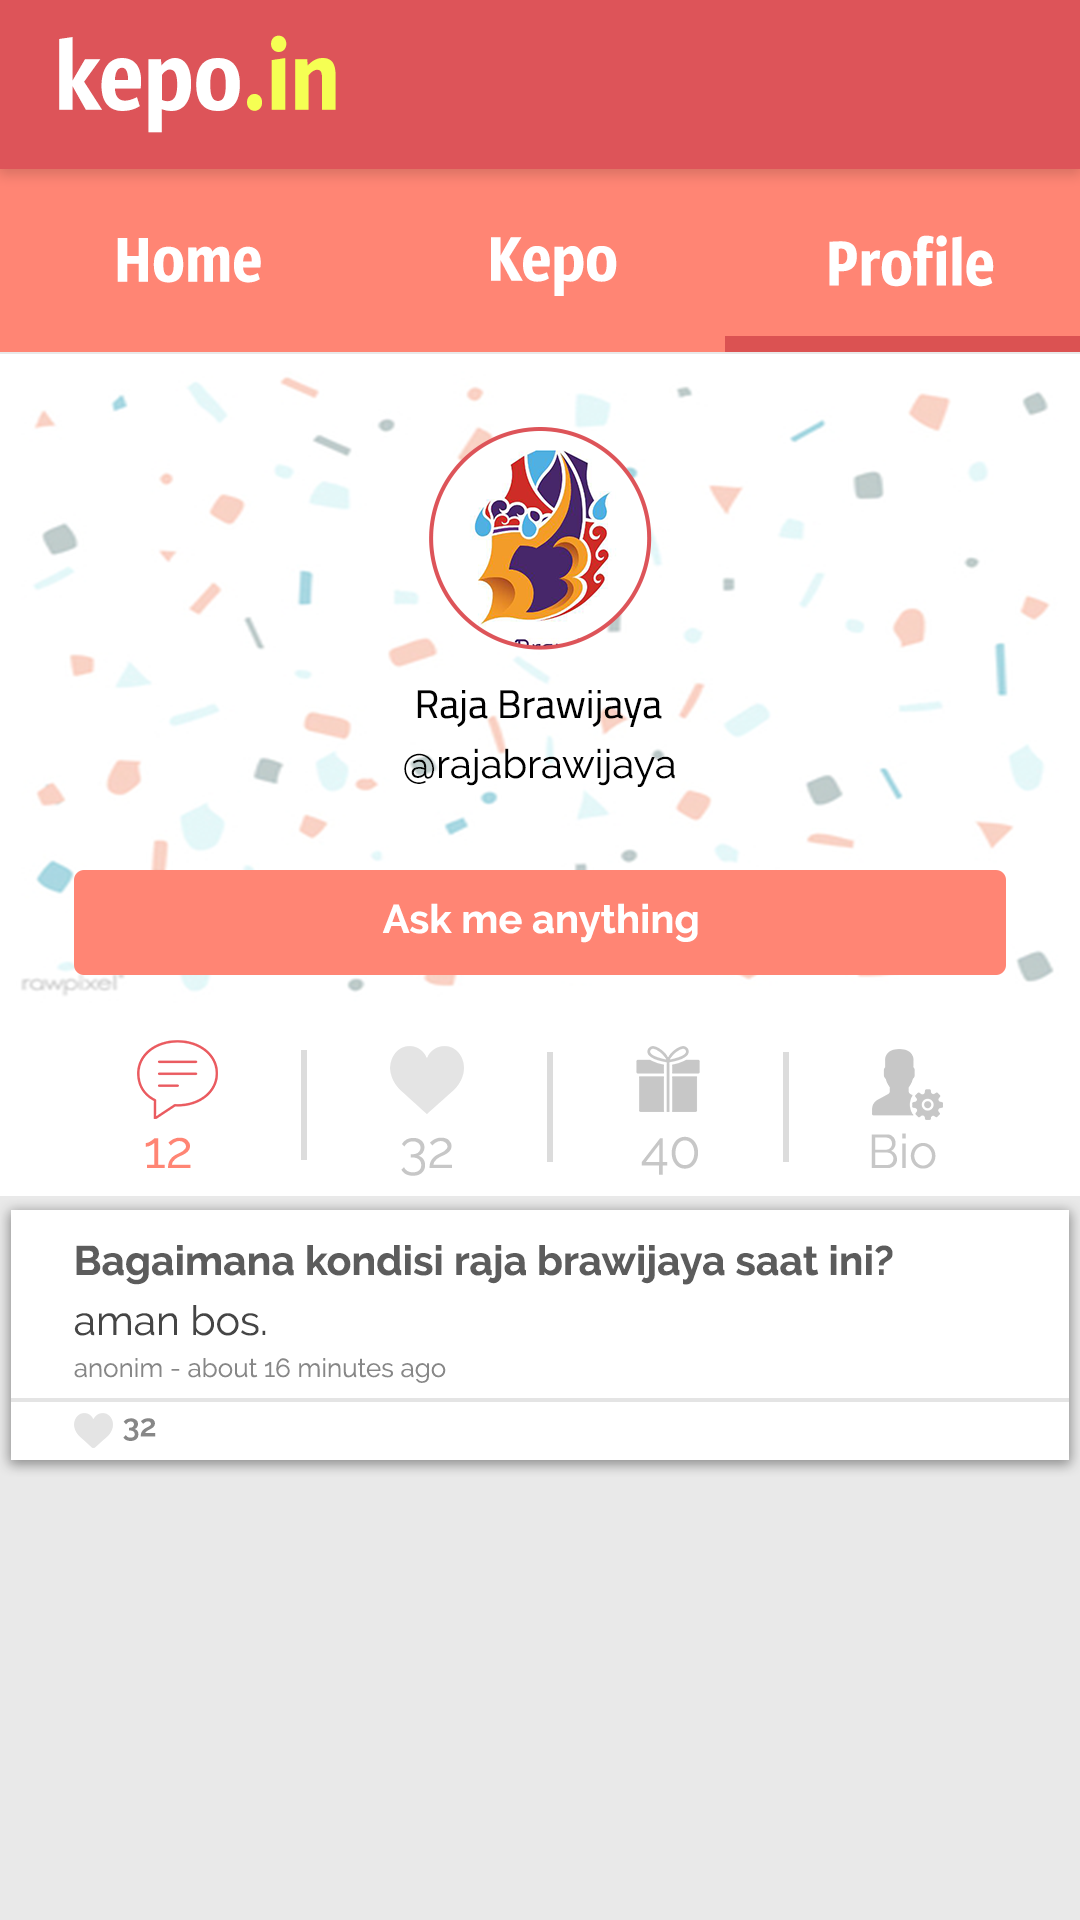 kepo.in
Home Kepo Profile
Raja Brawijaya
@rajabrawijaya
Ask me anything
rawpixel
12 32 40 Bio
Bagaimana kondisi raja brawijaya saat ini?
aman bos.
anonim - about 16 minutes ago
32